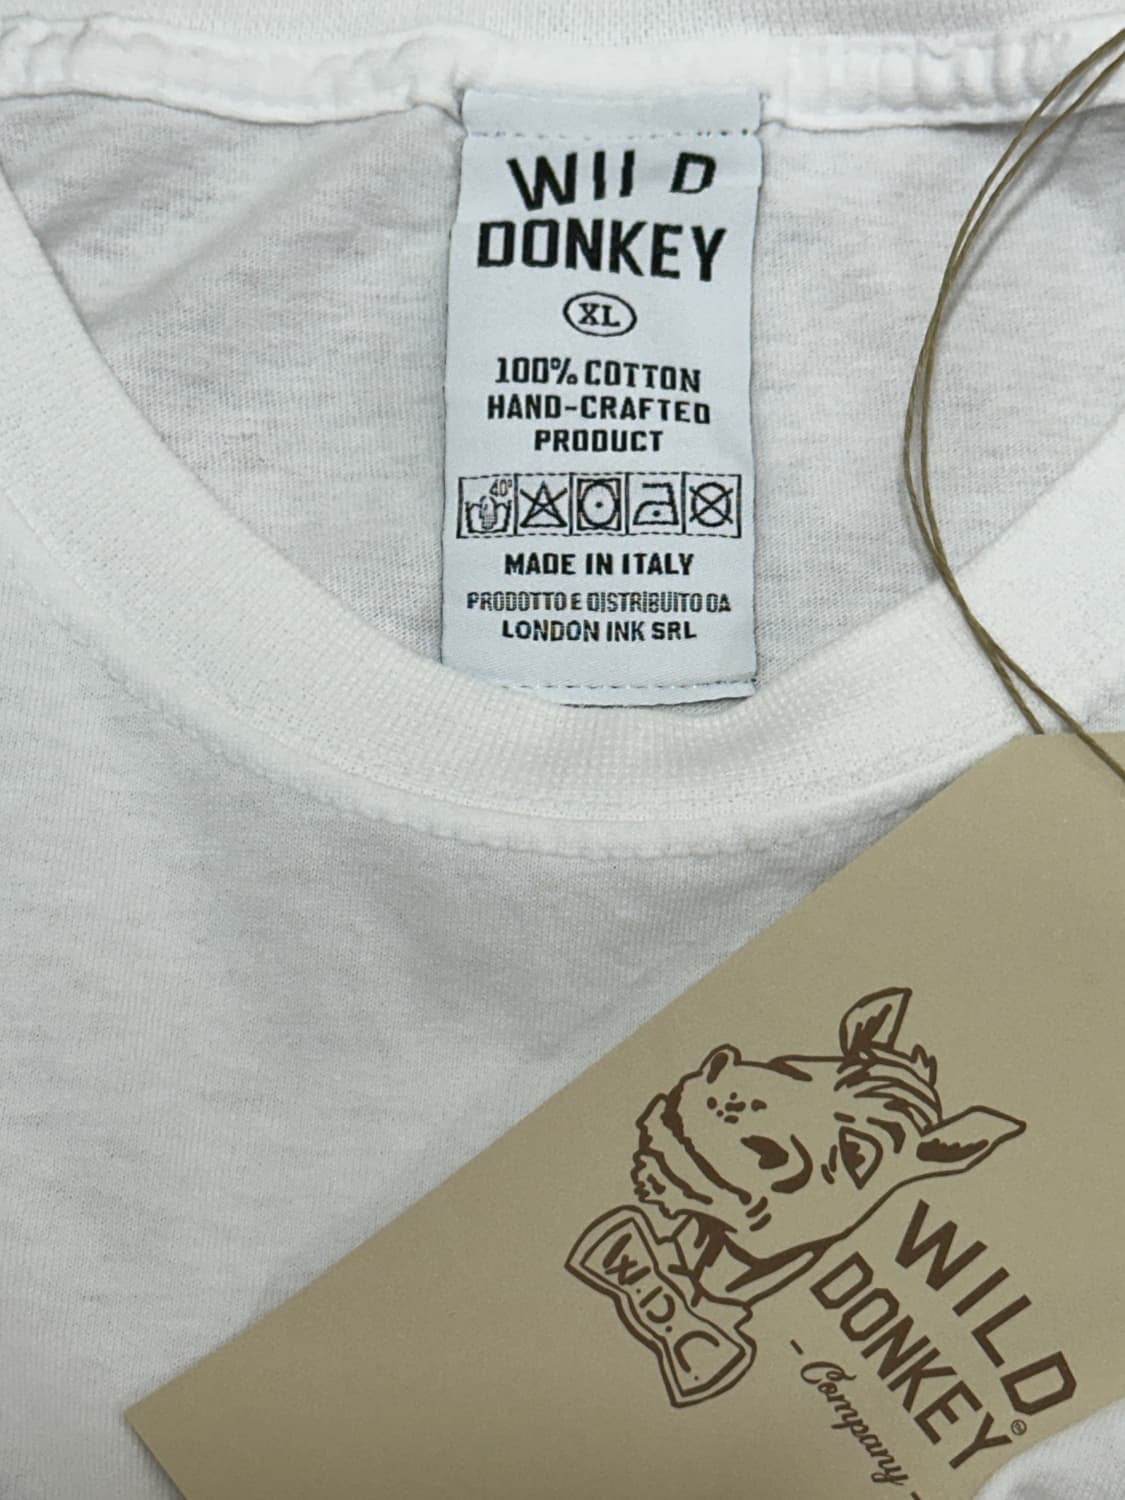 WIID
DONKEY
XL
100% COTTON
HAND-CRAFTED
PRODUCT
40°
MADE IN ITALY
PRODOTTO E DISTRIBUITO DA
LONDON INK SRL
W.D.C.
WILD
DONKEY
- Company -